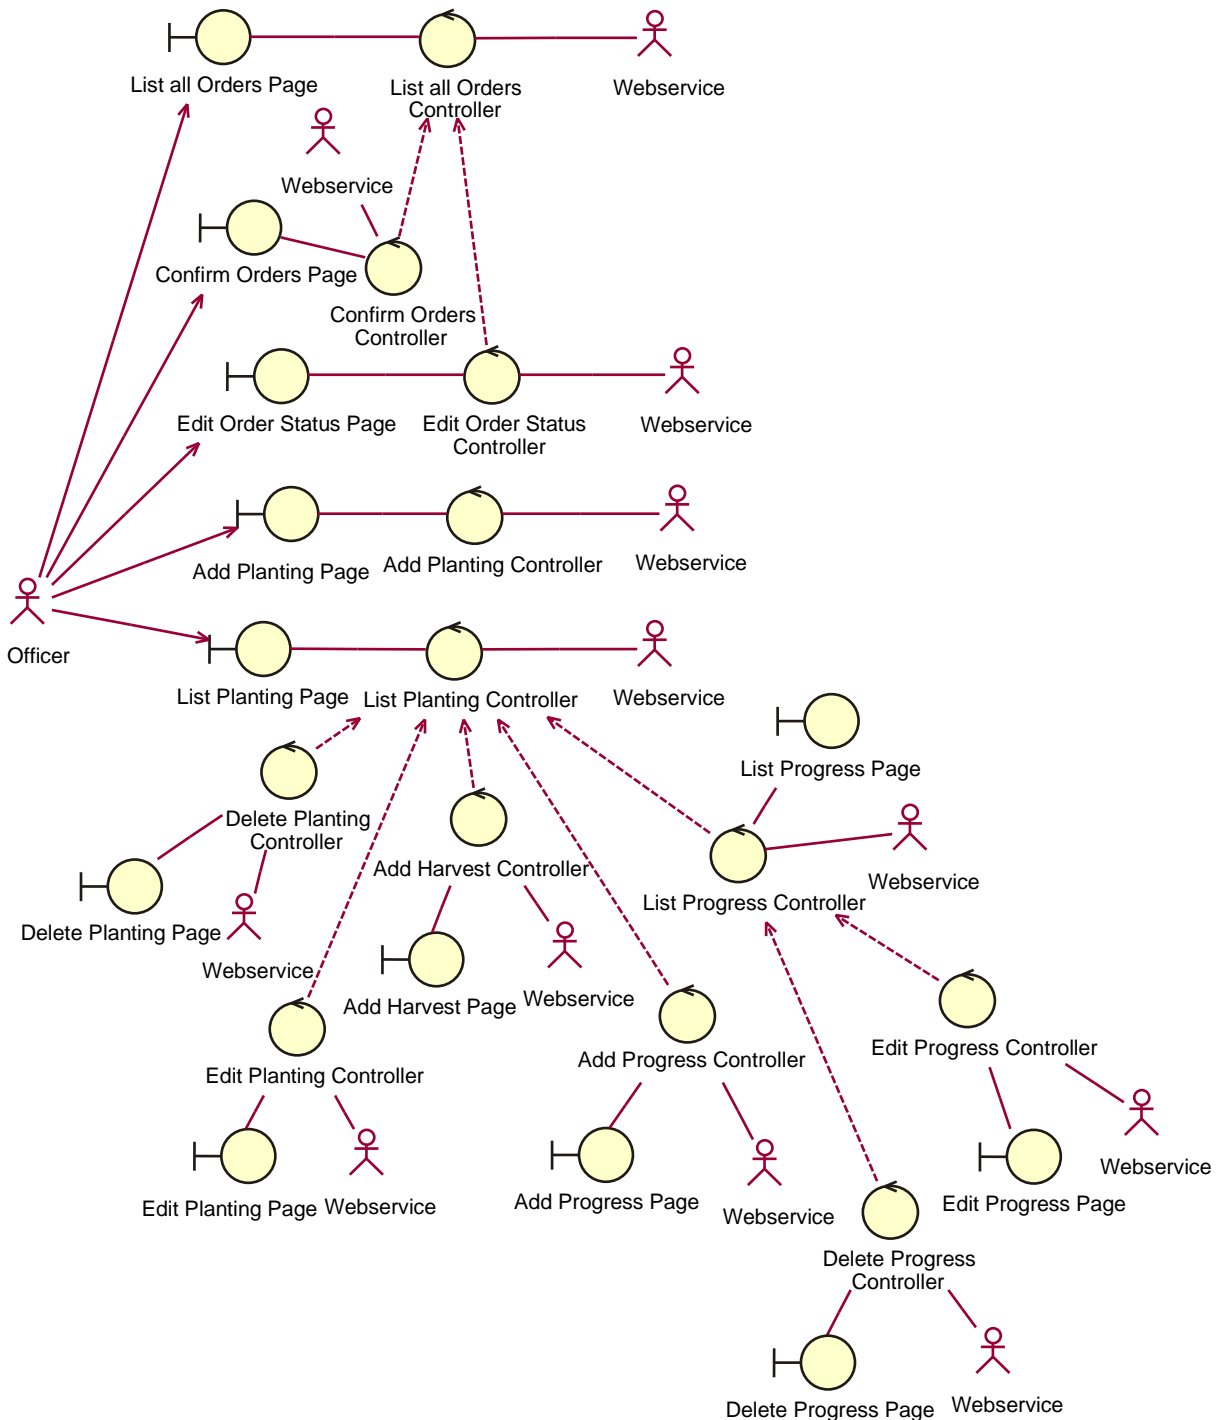 List all Orders Page
List all Orders
Controller
Webservice
Webservice
Confirm Orders Page
Confirm Orders
Controller
Edit Order Status Page
Edit Order Status
Controller
Webservice
Add Planting Page
Add Planting Controller
Webservice
Officer
List Planting Page
List Planting Controller
Webservice
List Progress Page
Delete Planting
Controller
Add Harvest Controller
Webservice
List Progress Controller
Delete Planting Page
Webservice
Add Harvest Page
Webservice
Edit Planting Controller
Add Progress Controller
Edit Progress Controller
Edit Planting Page
Webservice
Add Progress Page
Webservice
Edit Progress Page
Webservice
Delete Progress
Controller
Delete Progress Page
Webservice